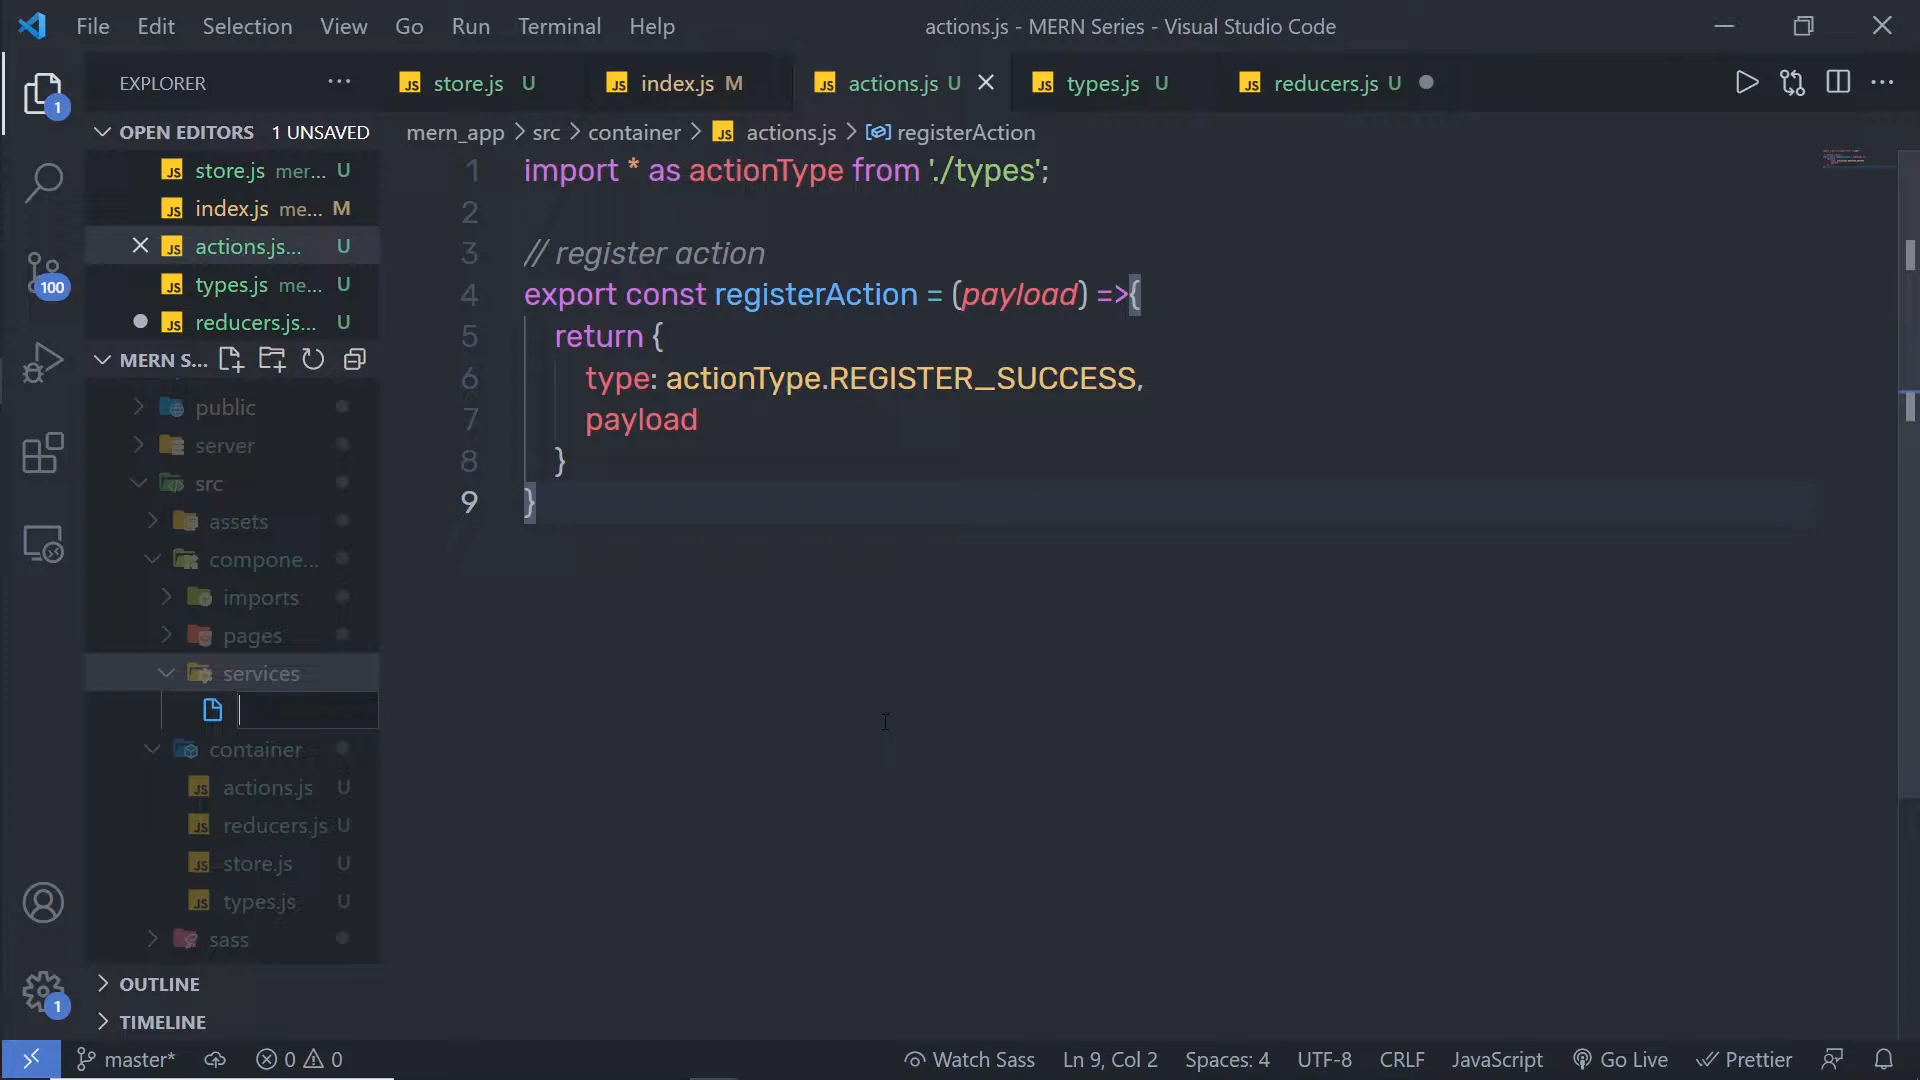 File Edit Selection View Go Run Terminal Help
actions.js - MERN Series - Visual Studio Code
EXPLORER
store.js U
index.js M
actions.js U
types.js U
reducers.js U
OPEN EDITORS 1 UNSAVED
mern_app > src > container > actions.js > registerAction
store.js mer... U
index.js me... M
actions.js... U
types.js me... U
reducers.js... U
MERN S...
public
server
src
assets
compone...
imports
pages
services
container
actions.js U
reducers.js U
store.js U
types.js U
sass
OUTLINE
TIMELINE
1
100
1
1 import * as actionType from './types';
2
3 // register action
4 export const registerAction = (payload) =>{
5 return {
6 type: actionType.REGISTER_SUCCESS,
7 payload
8 }
9 }
master* 0 0 Watch Sass Ln 9, Col 2 Spaces: 4 UTF-8 CRLF JavaScript Go Live Prettier